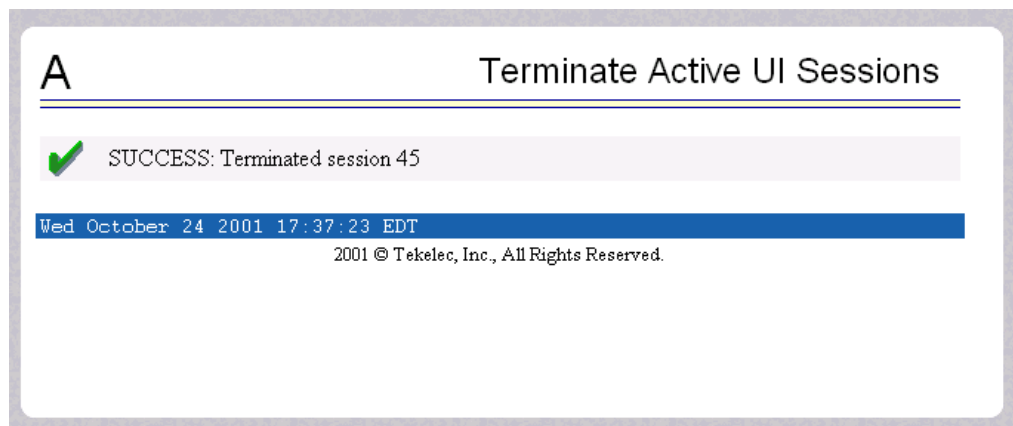 A
Terminate Active UI Sessions
SUCCESS: Terminated session 45
Wed October 24 2001 17:37:23 EDT
2001 © Tekelec, Inc., All Rights Reserved.